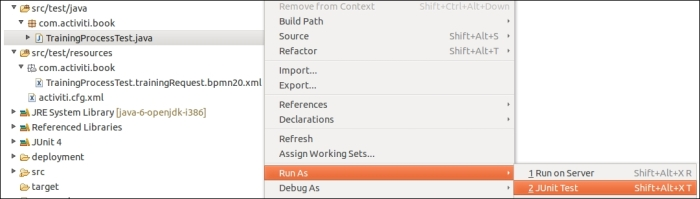 src/test/java
com.activiti.book
TrainingProcessTest.java
src/test/resources
com.activiti.book
TrainingProcessTest.trainingRequest.bpmn20.xml
activiti.cfg.xml
JRE System Library [java-6-openjdk-i386]
Referenced Libraries
JUnit 4
deployment
src
target
Remove from Context Shift+Ctrl+Alt+Down
Build Path
Source Shift+Alt+S
Refactor Shift+Alt+T
Import...
Export...
References
Declarations
Refresh
Assign Working Sets...
Run As
Debug As
1 Run on Server Shift+Alt+X R
2 JUnit Test Shift+Alt+X T